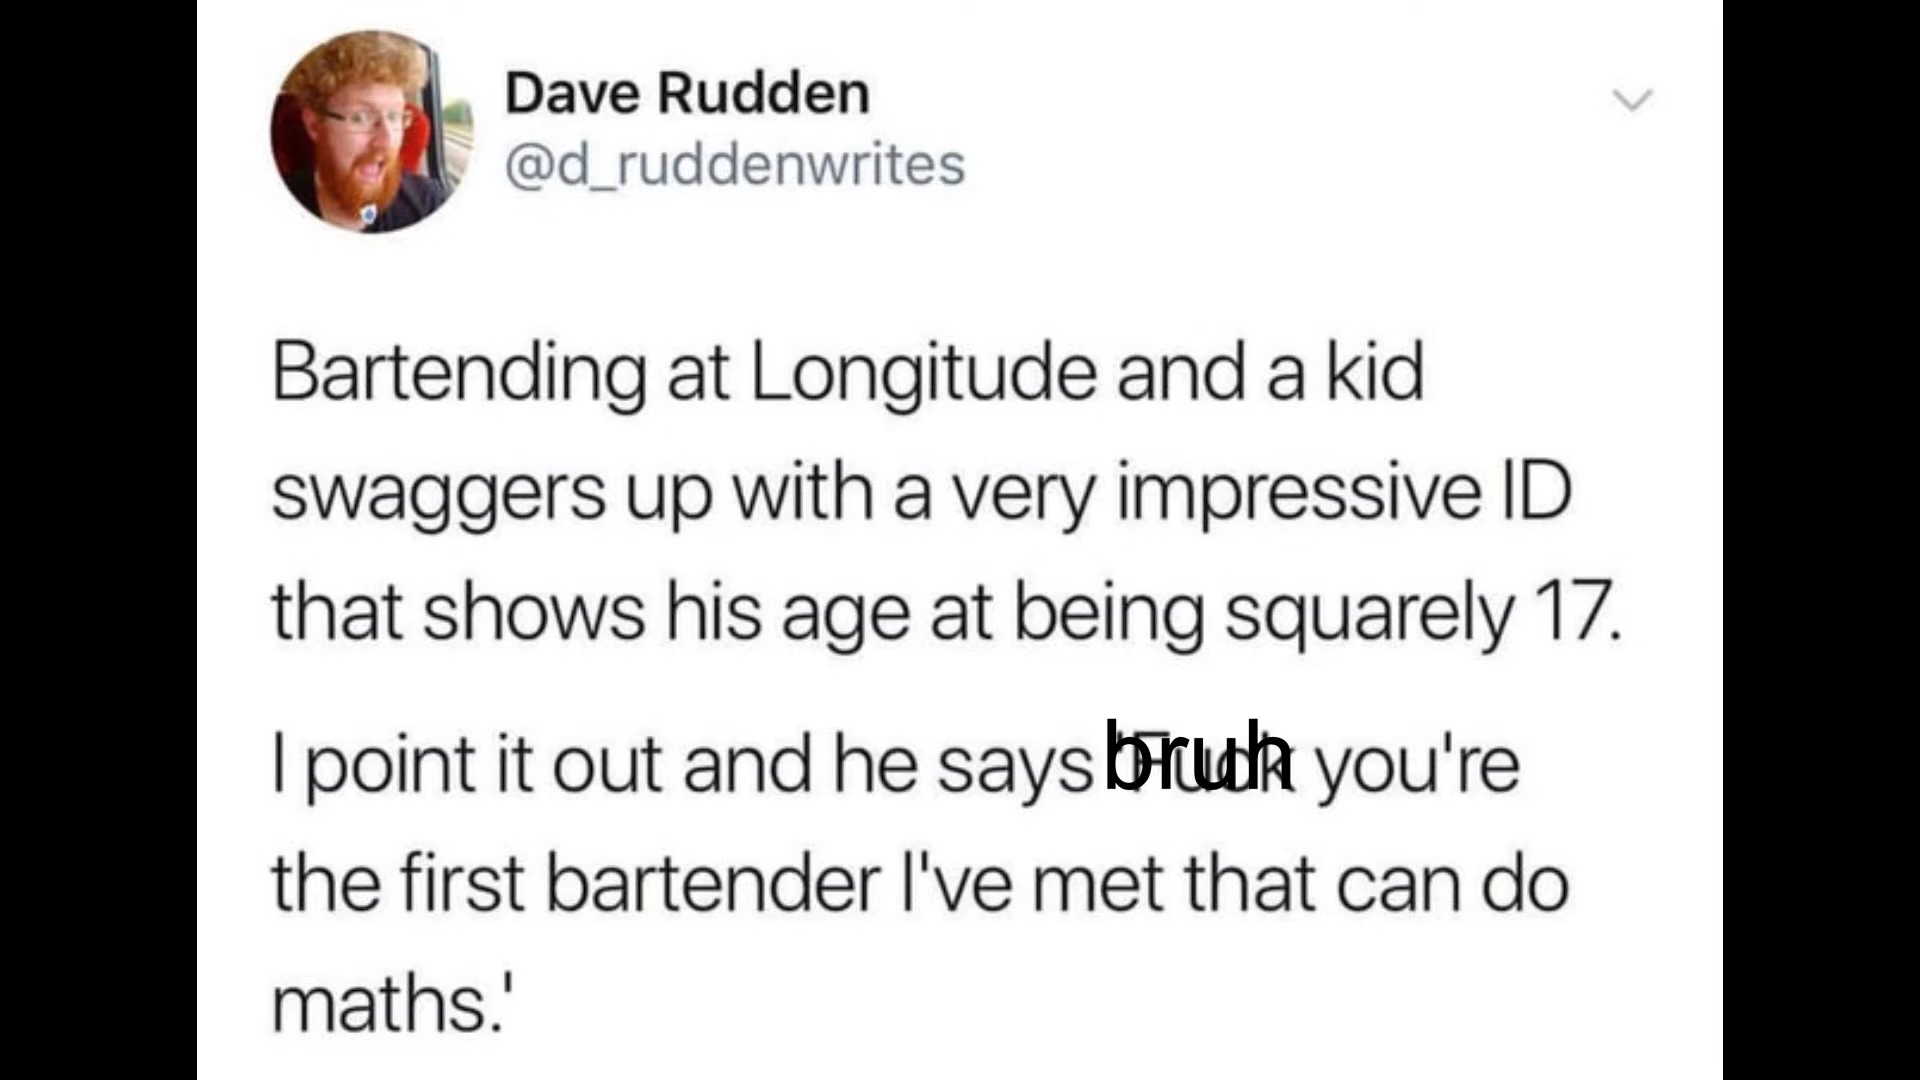 Dave Rudden
@d_ruddenwrites
Bartending at Longitude and a kid
swaggers up with a very impressive ID
that shows his age at being squarely 17.
I point it out and he says 'Fuck you're
bruh
the first bartender I've met that can do
maths.'